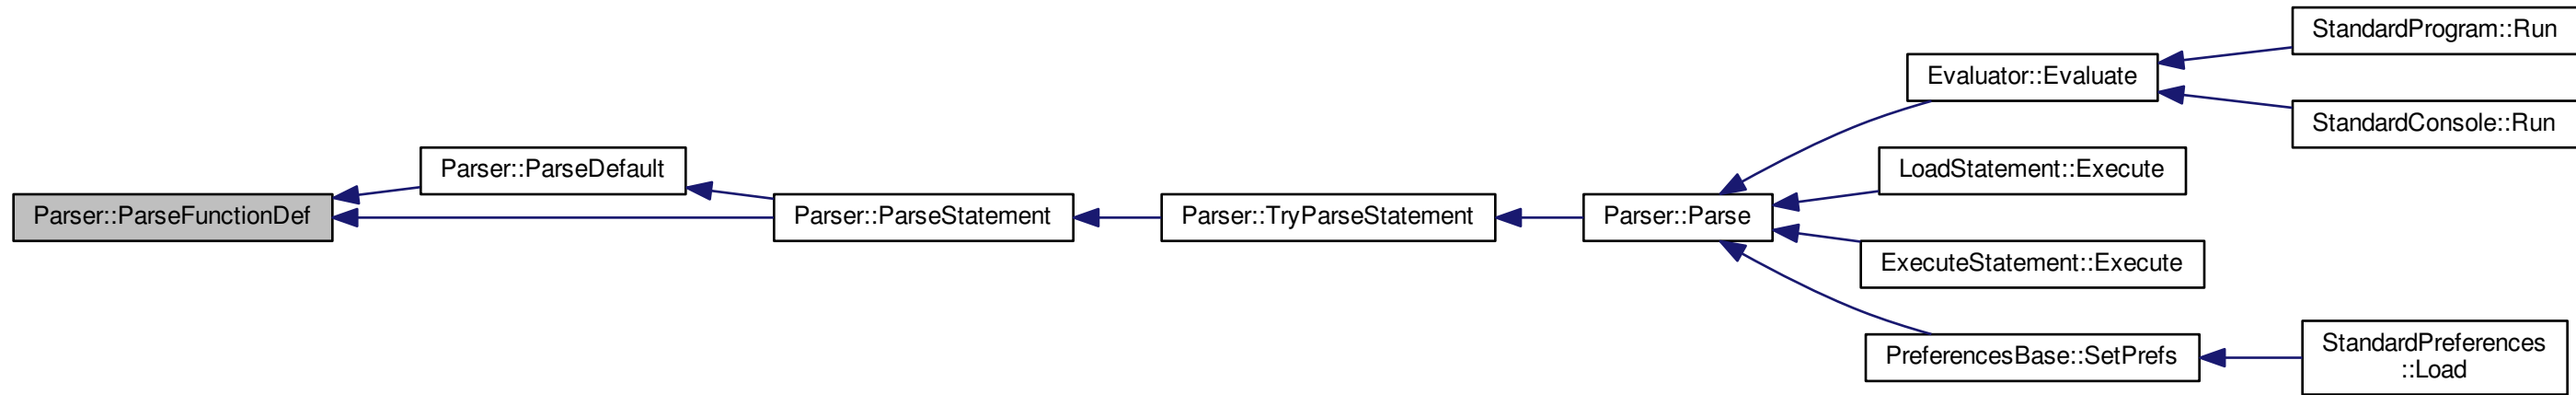 Parser::ParseFunctionDef
Parser::ParseDefault
Parser::ParseStatement
Parser::TryParseStatement
Parser::Parse
Evaluator::Evaluate
StandardProgram::Run
StandardConsole::Run
LoadStatement::Execute
ExecuteStatement::Execute
PreferencesBase::SetPrefs
StandardPreferences
::Load